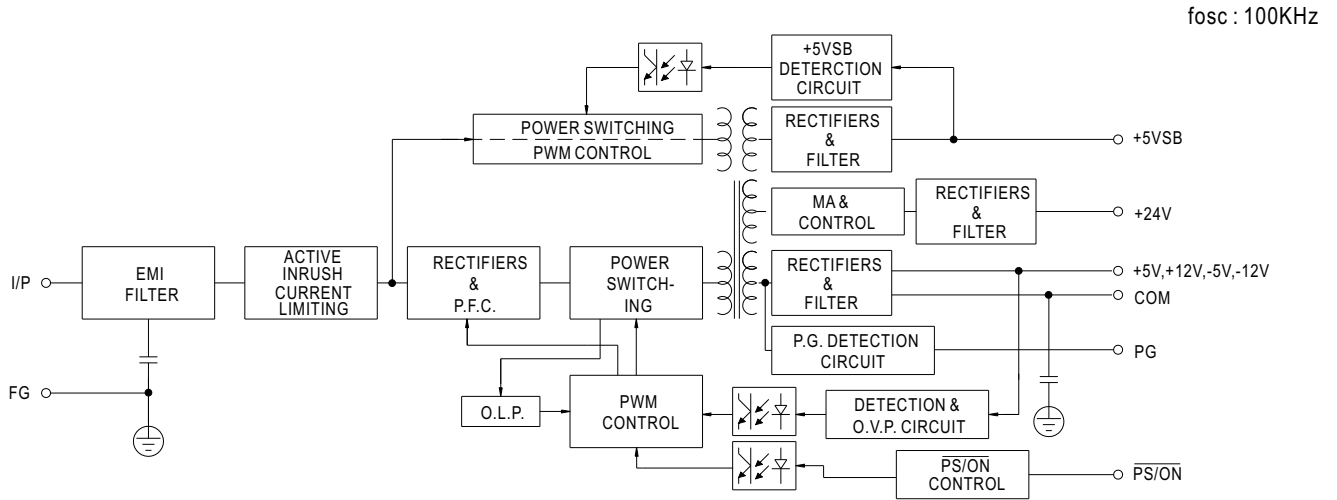 fosc : 100KHz
+5VSB
DETERCTION
CIRCUIT
POWER SWITCHING
PWM CONTROL
RECTIFIERS
&
FILTER
+5VSB
MA &
CONTROL
RECTIFIERS
&
FILTER
+24V
I/P
EMI
FILTER
ACTIVE
INRUSH
CURRENT
LIMITING
RECTIFIERS
&
P.F.C.
POWER
SWITCH-
ING
RECTIFIERS
&
FILTER
+5V,+12V,-5V,-12V
COM
P.G. DETECTION
CIRCUIT
PG
FG
O.L.P.
PWM
CONTROL
DETECTION &
O.V.P. CIRCUIT
PS/ON
CONTROL
PS/ON